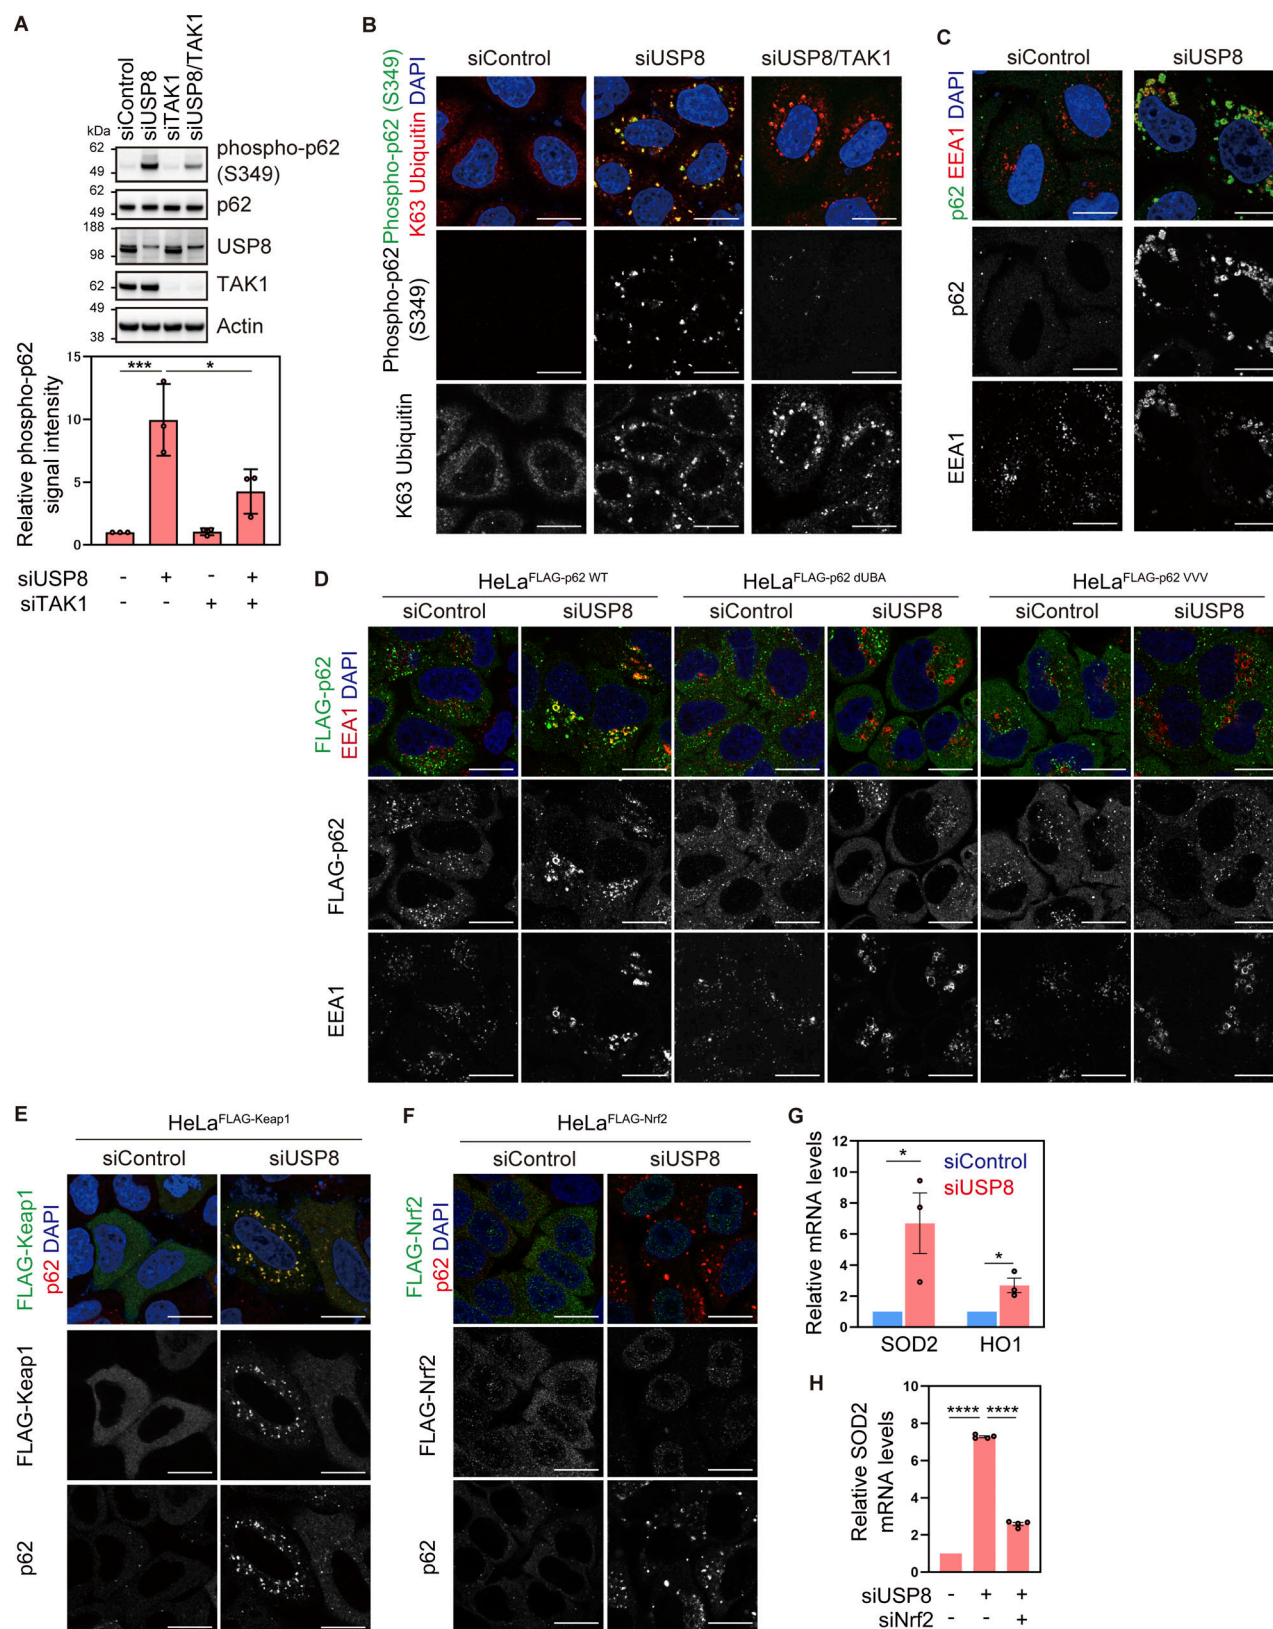 A
siControl
siUSP8
siTAK1
siUSP8/TAK1
kDa
62
49
phospho-p62
(S349)
62
49
p62
188
98
USP8
62
TAK1
49
38
Actin
Relative phospho-p62
signal intensity
15
10
5
0
***
*
siUSP8 - + - +
siTAK1 - - + +
B
siControl siUSP8 siUSP8/TAK1
Phospho-p62 (S349)
K63 Ubiquitin DAPI
Phospho-p62
(S349)
K63 Ubiquitin
C
siControl siUSP8
p62 EEA1 DAPI
p62
EEA1
D
HeLaFLAG-p62 WT HeLaFLAG-p62 dUBA HeLaFLAG-p62 VVV
siControl siUSP8 siControl siUSP8 siControl siUSP8
FLAG-p62
EEA1 DAPI
FLAG-p62
EEA1
E
HeLaFLAG-Keap1
siControl siUSP8
FLAG-Keap1
p62 DAPI
FLAG-Keap1
p62
F
HeLaFLAG-Nrf2
siControl siUSP8
FLAG-Nrf2
p62 DAPI
FLAG-Nrf2
p62
G
Relative mRNA levels
12
10
8
6
4
2
0
*
*
siControl
siUSP8
SOD2 HO1
H
Relative SOD2
mRNA levels
10
8
6
4
2
0
**** ****
siUSP8 - + +
siNrf2 - - +